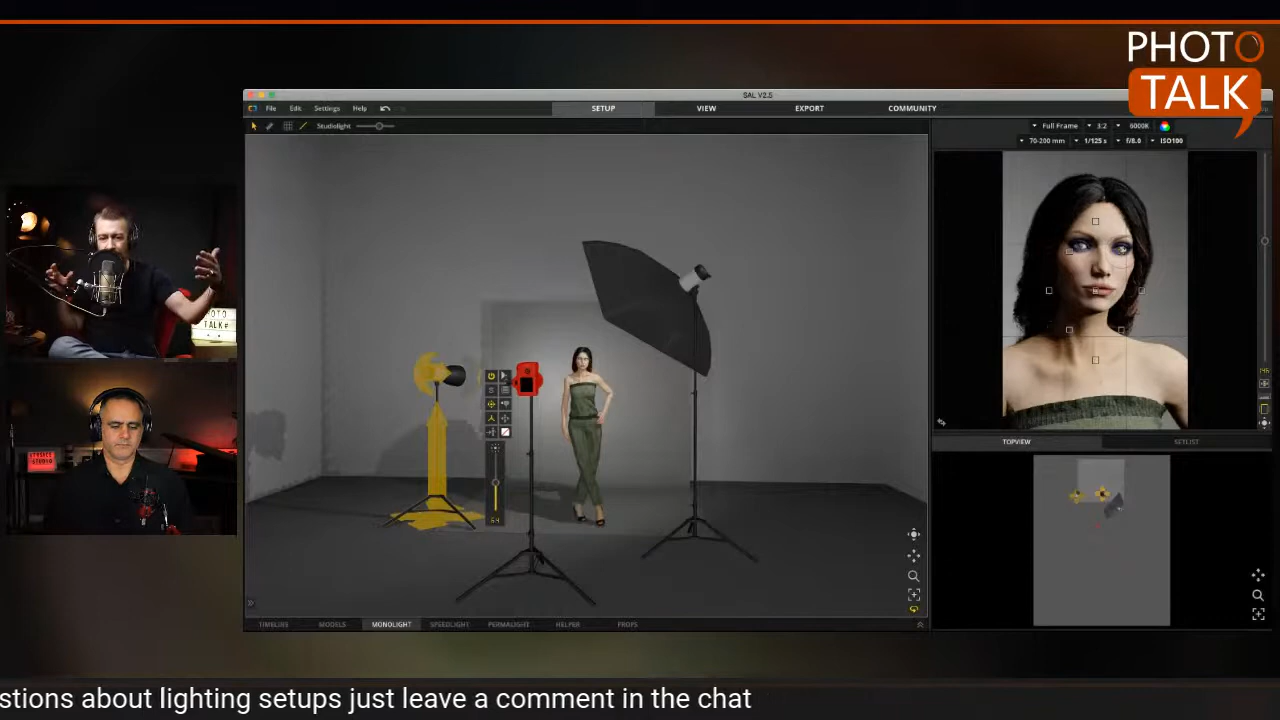 PHOTO
TALK
SAL V2.5
File Edit Settings Help
SETUP VIEW EXPORT COMMUNITY
Studiolight
Full Frame 3:2 6000K
70-200 mm 1/125 s f/8.0 ISO100
PHOTO
TALK#
TOPVIEW SETLIST
TIMELINE MODELS MONOLIGHT SPEEDLIGHT PERMALIGHT HELPER PROPS
stions about lighting setups just leave a comment in the chat